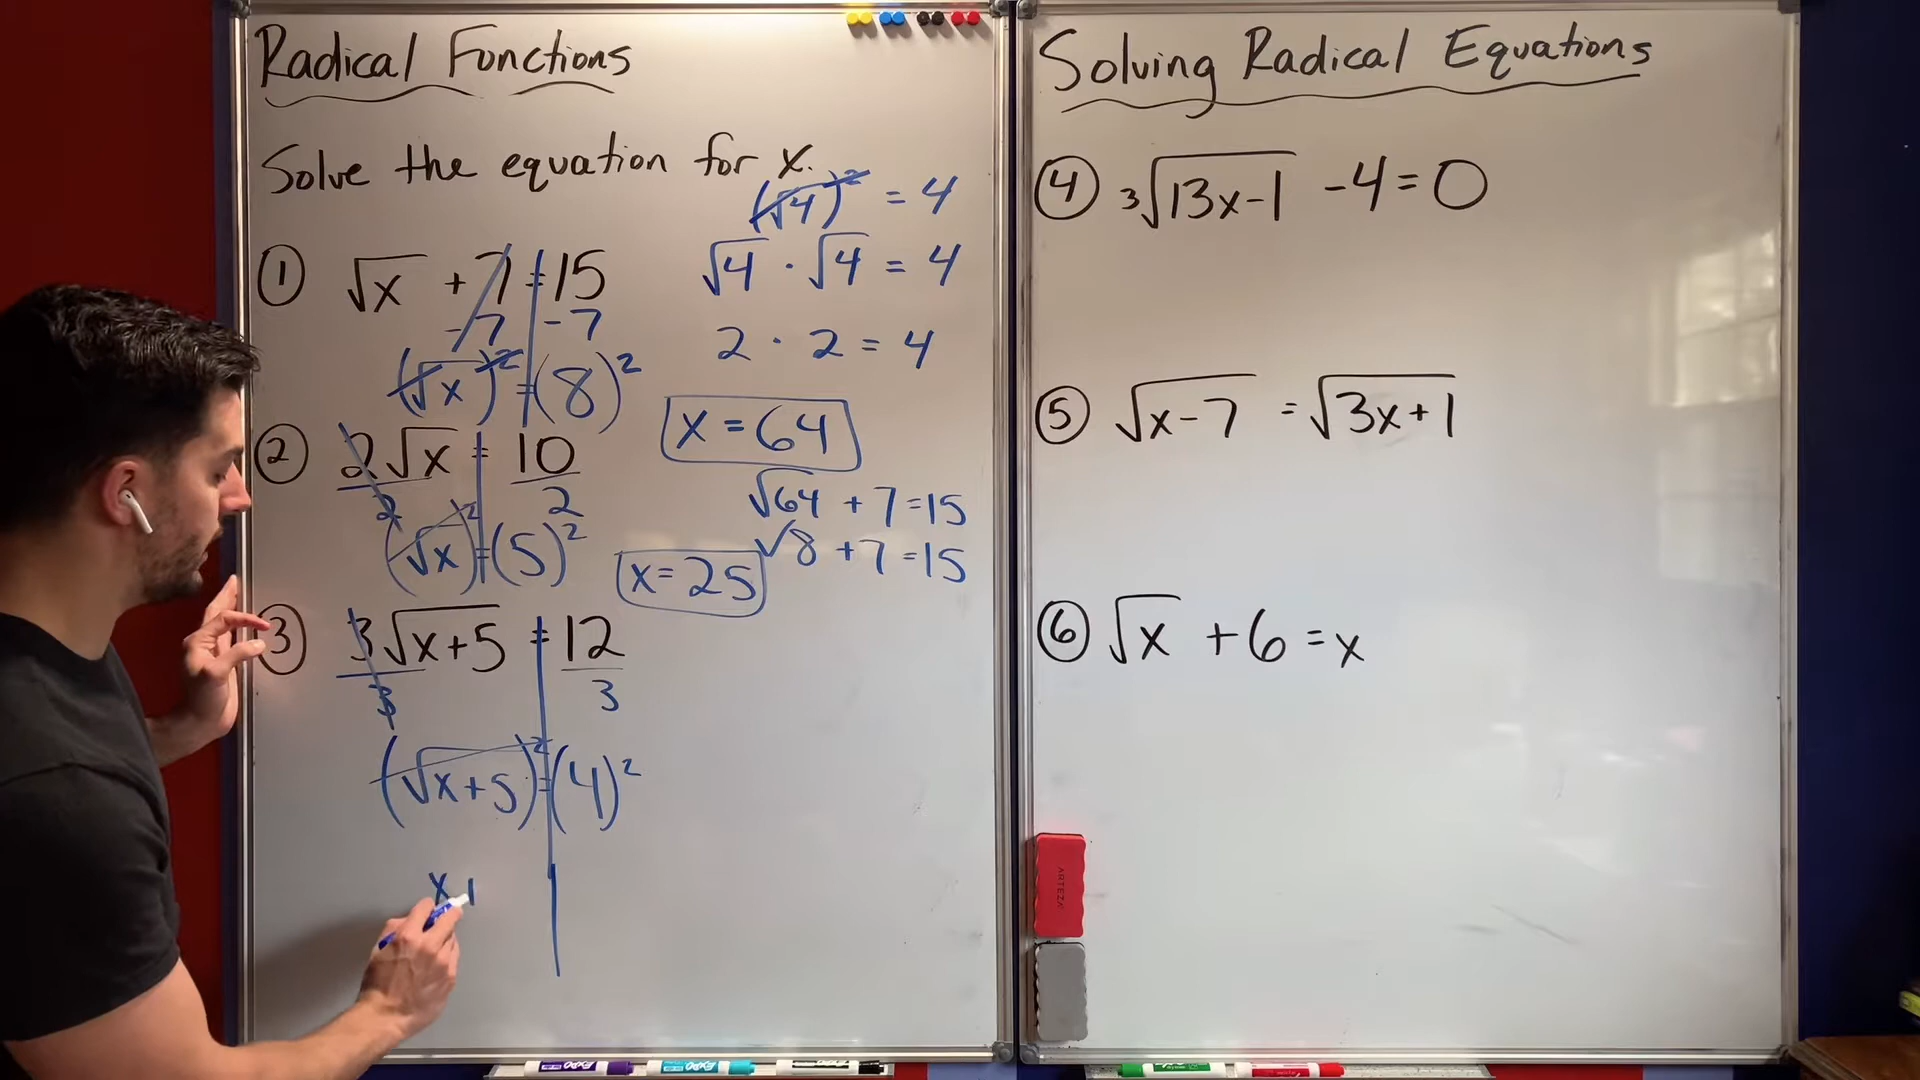 Radical Functions
Solve the equation for x.
(√4)² = 4
√4 · √4 = 4
2 · 2 = 4
① √x + 7 = 15
-7 -7
(√x)² = (8)²
x = 64
√64 + 7 = 15
√8 + 7 = 15
② 2√x = 10
2 2
(√x)² = (5)²
x = 25
③ 3√x+5 = 12
3 3
(√x+5)² = (4)²
x
Solving Radical Equations
④ ³√13x-1 - 4 = 0
⑤ √x-7 = √3x+1
⑥ √x + 6 = x
ARTEZA